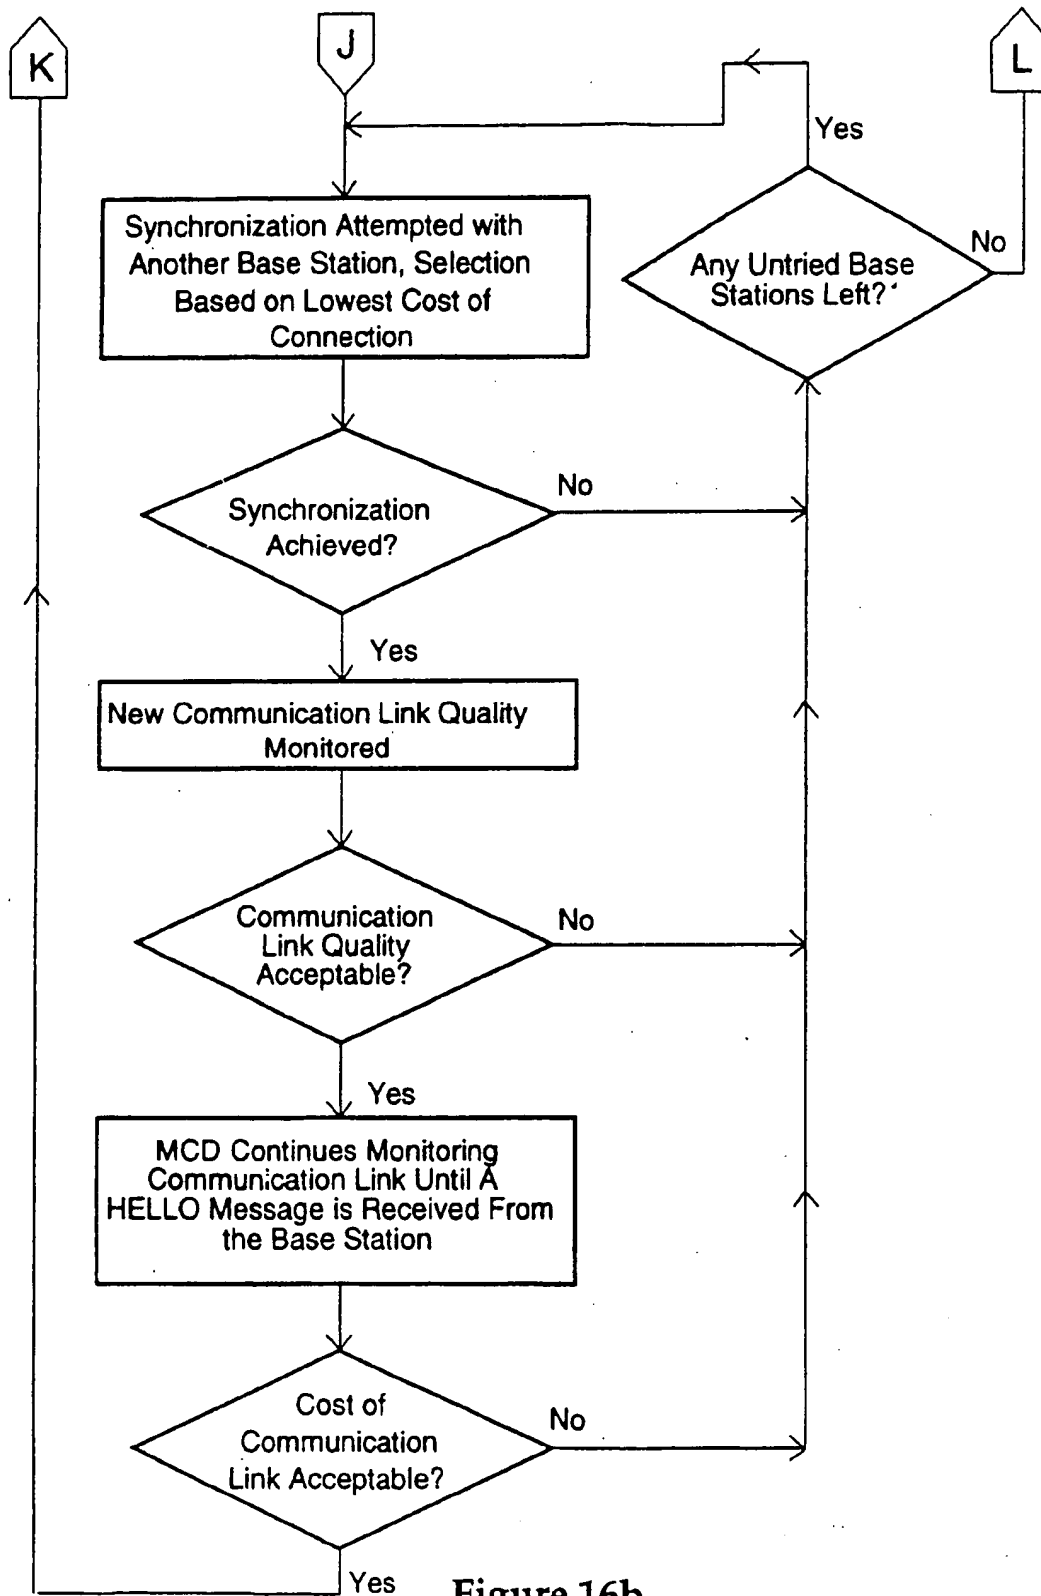 K
J
L
Yes
Synchronization Attempted with
Another Base Station, Selection
Based on Lowest Cost of
Connection
No
Any Untried Base
Stations Left?
No
Synchronization
Achieved?
Yes
New Communication Link Quality
Monitored
Communication
Link Quality
Acceptable?
No
Yes
MCD Continues Monitoring
Communication Link Until A
HELLO Message is Received From
the Base Station
Cost of
Communication
Link Acceptable?
No
Yes
Figure 16b